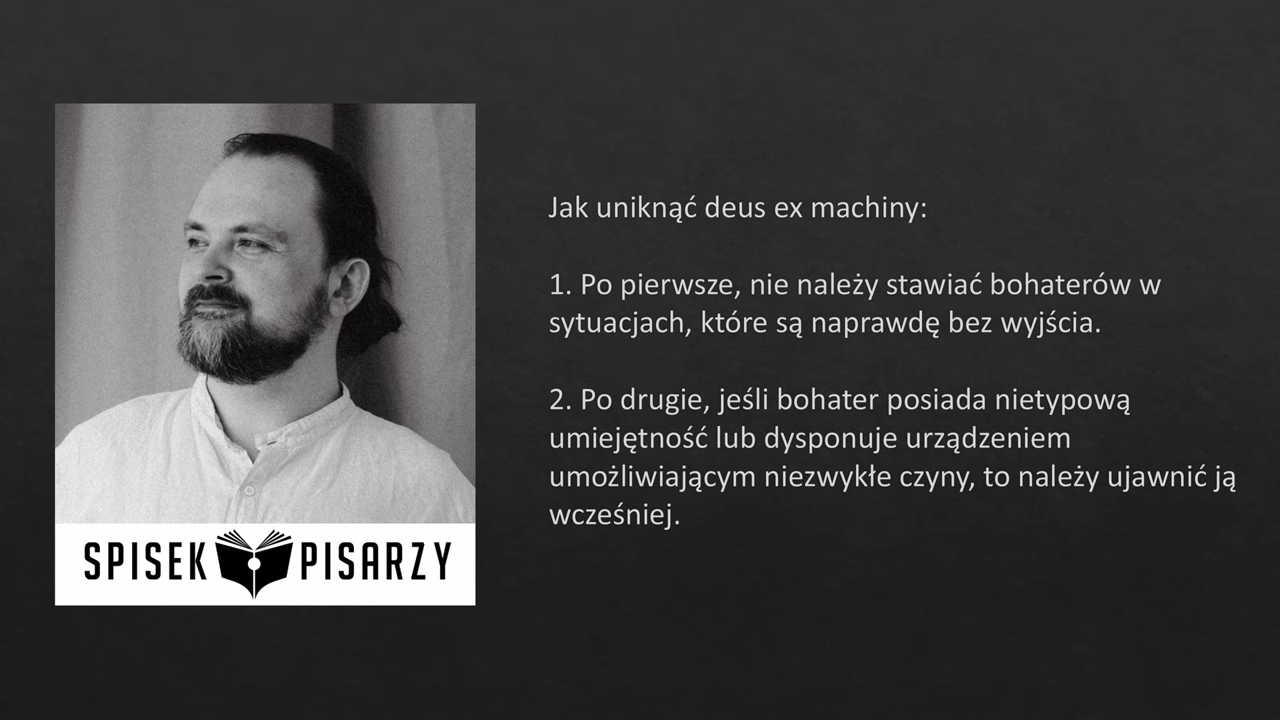 Jak uniknąć deus ex machiny:
1. Po pierwsze, nie należy stawiać bohaterów w
sytuacjach, które są naprawdę bez wyjścia.
2. Po drugie, jeśli bohater posiada nietypową
umiejętność lub dysponuje urządzeniem
umożliwiającym niezwykłe czyny, to należy ujawnić ją
wcześniej.
SPISEK PISARZY